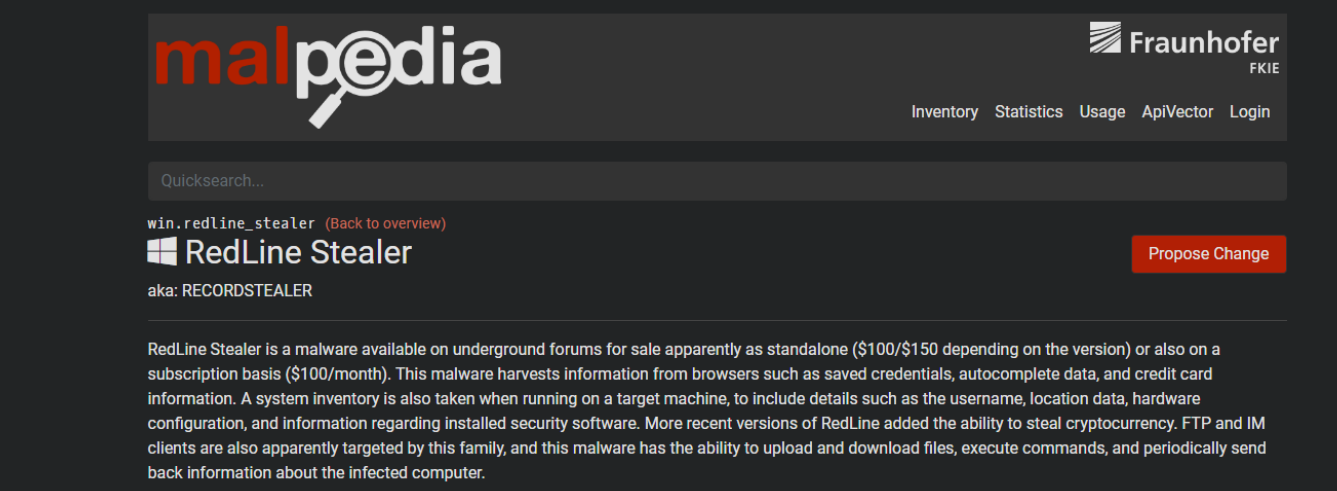 malpedia
Fraunhofer
FKIE
Inventory Statistics Usage ApiVector Login
Quicksearch...
win.redline_stealer (Back to overview)
RedLine Stealer
Propose Change
aka: RECORDSTEALER
RedLine Stealer is a malware available on underground forums for sale apparently as standalone ($100/$150 depending on the version) or also on a
subscription basis ($100/month). This malware harvests information from browsers such as saved credentials, autocomplete data, and credit card
information. A system inventory is also taken when running on a target machine, to include details such as the username, location data, hardware
configuration, and information regarding installed security software. More recent versions of RedLine added the ability to steal cryptocurrency. FTP and IM
clients are also apparently targeted by this family, and this malware has the ability to upload and download files, execute commands, and periodically send
back information about the infected computer.